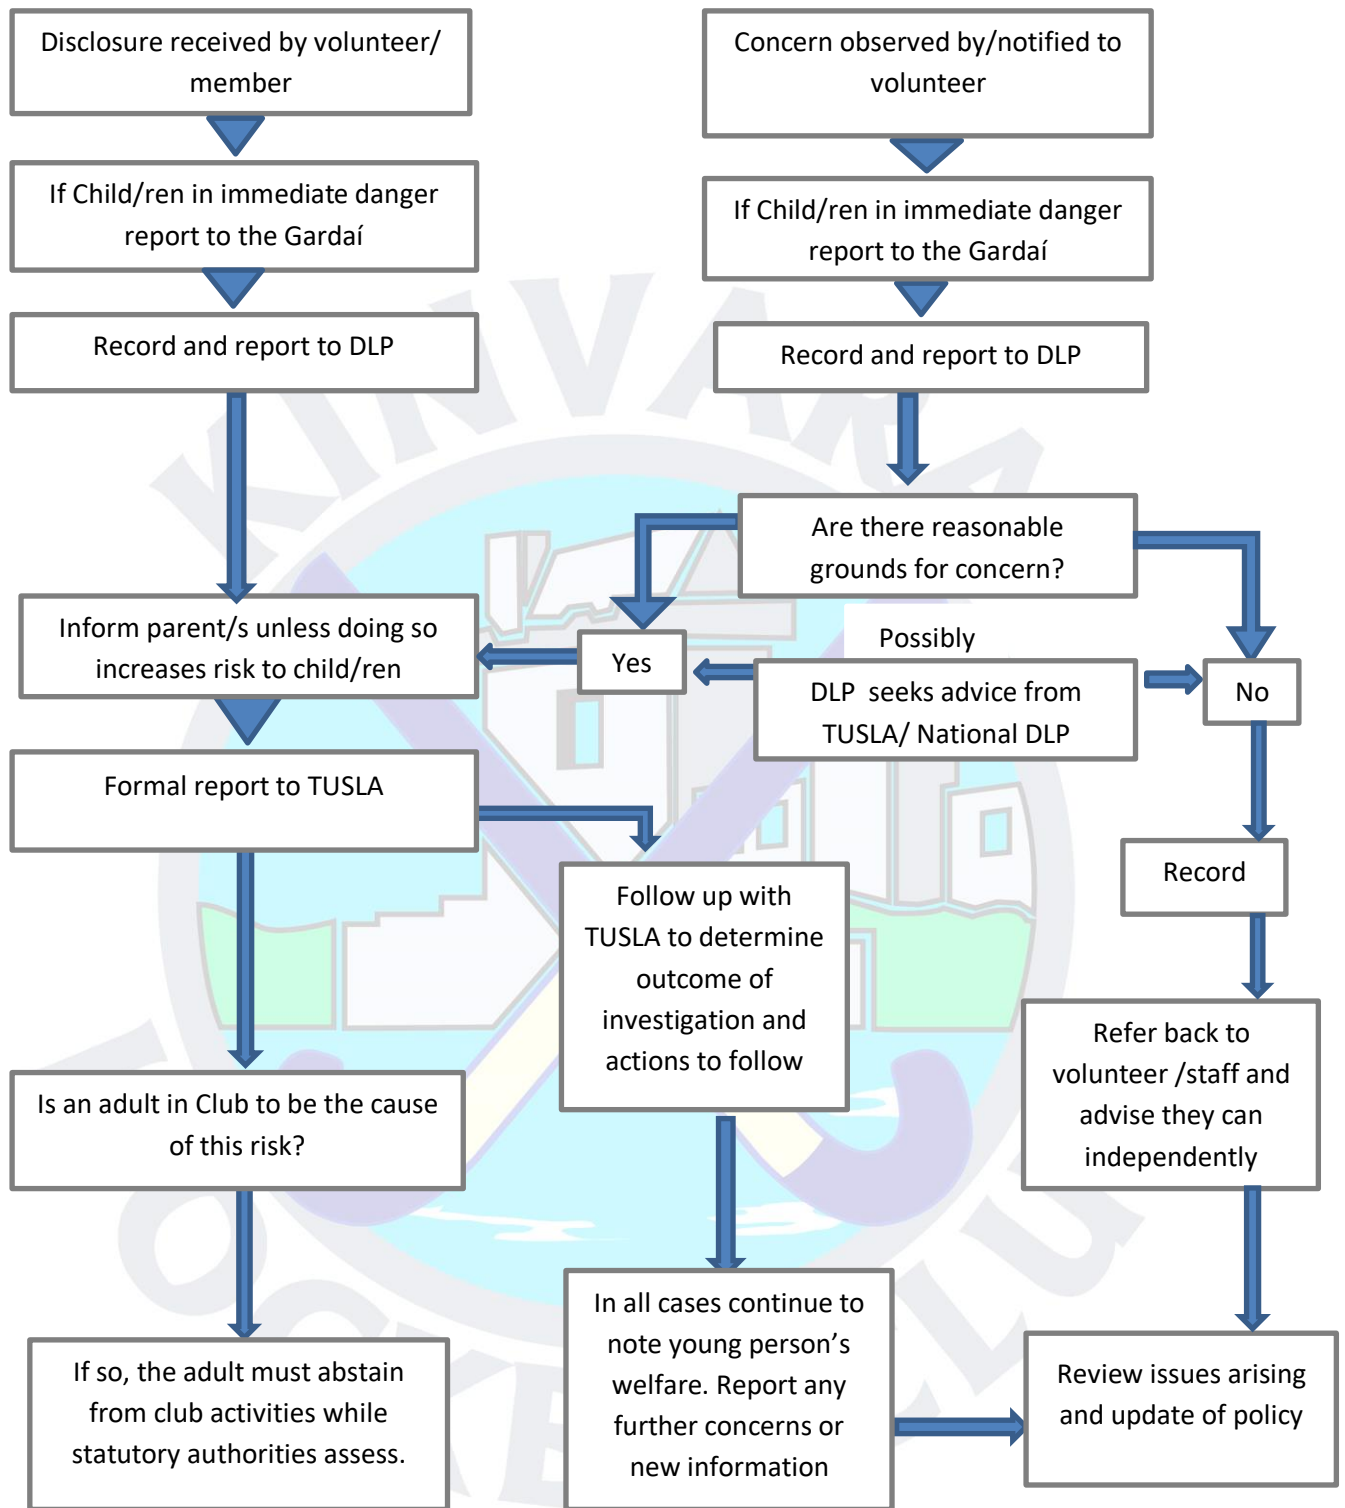 Disclosure received by volunteer/
member
Concern observed by/notified to
volunteer
If Child/ren in immediate danger
report to the Gardaí
If Child/ren in immediate danger
report to the Gardaí
Record and report to DLP
Record and report to DLP
KINVARA
Are there reasonable
grounds for concern?
Inform parent/s unless doing so
increases risk to child/ren
Yes
Possibly
DLP seeks advice from
TUSLA/ National DLP
No
Formal report to TUSLA
Record
Follow up with
TUSLA to determine
outcome of
investigation and
actions to follow
Refer back to
volunteer /staff and
advise they can
independently
Is an adult in Club to be the cause
of this risk?
In all cases continue to
note young person’s
welfare. Report any
further concerns or
new information
If so, the adult must abstain
from club activities while
statutory authorities assess.
Review issues arising
and update of policy